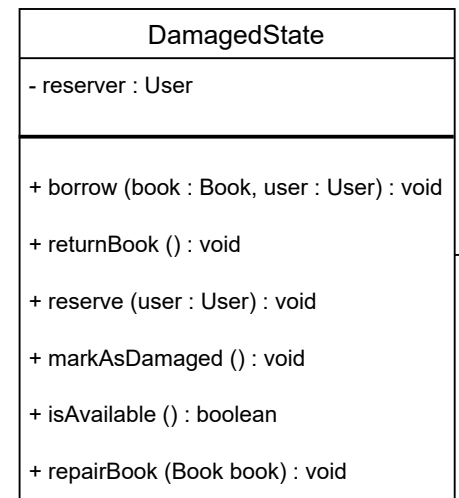 DamagedState
- reserver : User
+ borrow (book : Book, user : User) : void
+ returnBook () : void
+ reserve (user : User) : void
+ markAsDamaged () : void
+ isAvailable () : boolean
+ repairBook (Book book) : void